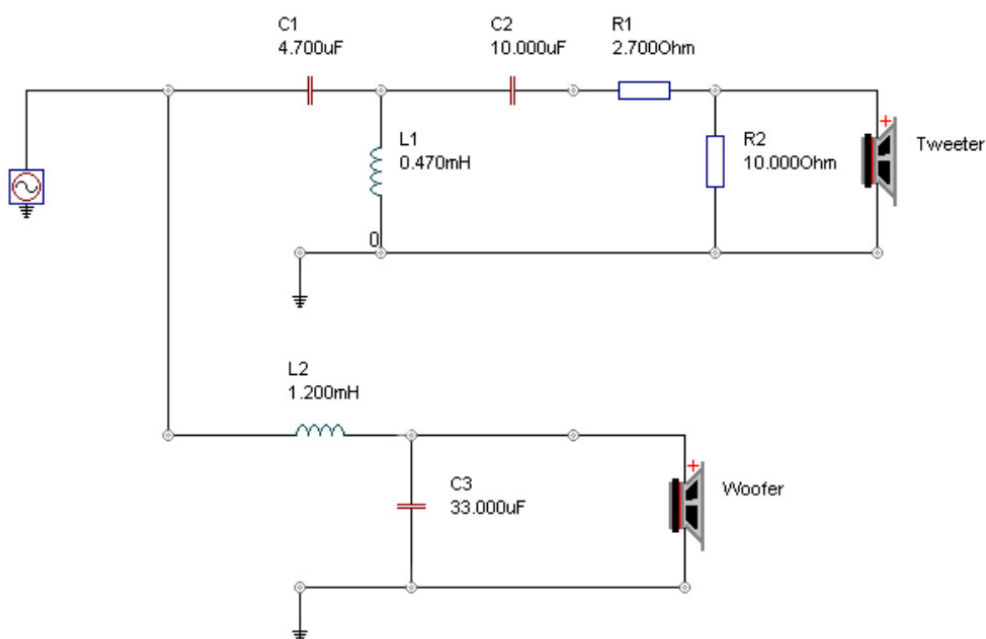 C1
4.700uF
C2
10.000uF
R1
2.700Ohm
L1
0.470mH
R2
10.000Ohm
Tweeter
0
L2
1.200mH
C3
33.000uF
Woofer